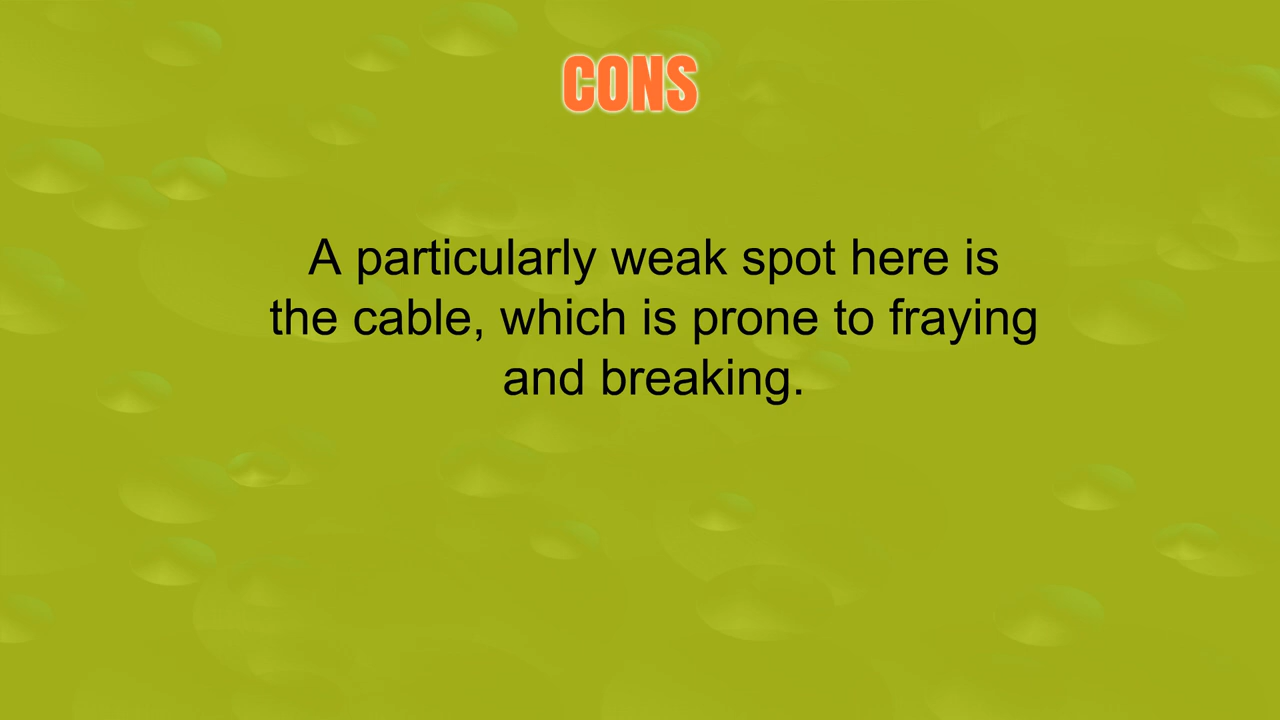 CONS
A particularly weak spot here is
the cable, which is prone to fraying
and breaking.